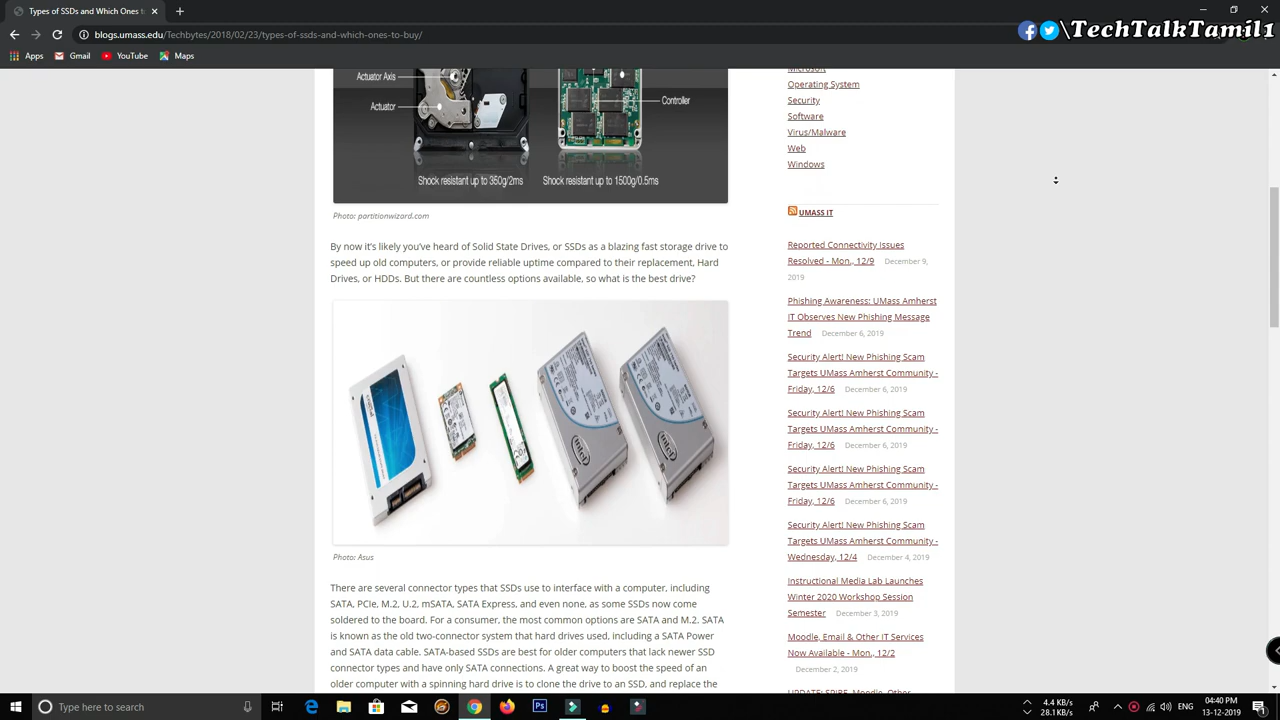 Types of SSDs and Which Ones to
\TechTalkTamil1
blogs.umass.edu/Techbytes/2018/02/23/types-of-ssds-and-which-ones-to-buy/
Apps
Gmail
YouTube
Maps
Actuator Axis
Actuator
Controller
Shock resistant up to 350g/2ms
Shock resistant up to 1500g/0.5ms
Photo: partitionwizard.com
By now it's likely you've heard of Solid State Drives, or SSDs as a blazing fast storage drive to
speed up old computers, or provide reliable uptime compared to their replacement, Hard
Drives, or HDDs. But there are countless options available, so what is the best drive?
intel
intel
Photo: Asus
There are several connector types that SSDs use to interface with a computer, including
SATA, PCIe, M.2, U.2, mSATA, SATA Express, and even none, as some SSDs now come
soldered to the board. For a consumer, the most common options are SATA and M.2. SATA
is known as the old two-connector system that hard drives used, including a SATA Power
and SATA data cable. SATA-based SSDs are best for older computers that lack newer SSD
connector types and have only SATA connections. A great way to boost the speed of an
older computer with a spinning hard drive is to clone the drive to an SSD, and replace the
Microsoft
Operating System
Security
Software
Virus/Malware
Web
Windows
UMASS IT
Reported Connectivity Issues
Resolved - Mon., 12/9 December 9,
2019
Phishing Awareness: UMass Amherst
IT Observes New Phishing Message
Trend December 6, 2019
Security Alert! New Phishing Scam
Targets UMass Amherst Community -
Friday, 12/6 December 6, 2019
Security Alert! New Phishing Scam
Targets UMass Amherst Community -
Friday, 12/6 December 6, 2019
Security Alert! New Phishing Scam
Targets UMass Amherst Community -
Friday, 12/6 December 6, 2019
Security Alert! New Phishing Scam
Targets UMass Amherst Community -
Wednesday, 12/4 December 4, 2019
Instructional Media Lab Launches
Winter 2020 Workshop Session
Semester December 3, 2019
Moodle, Email & Other IT Services
Now Available - Mon., 12/2
December 2, 2019
UPDATE: SPIRE, Moodle, Other
Type here to search
4.4 KB/s
28.1KB/s
04:40 PM
13-12-2019